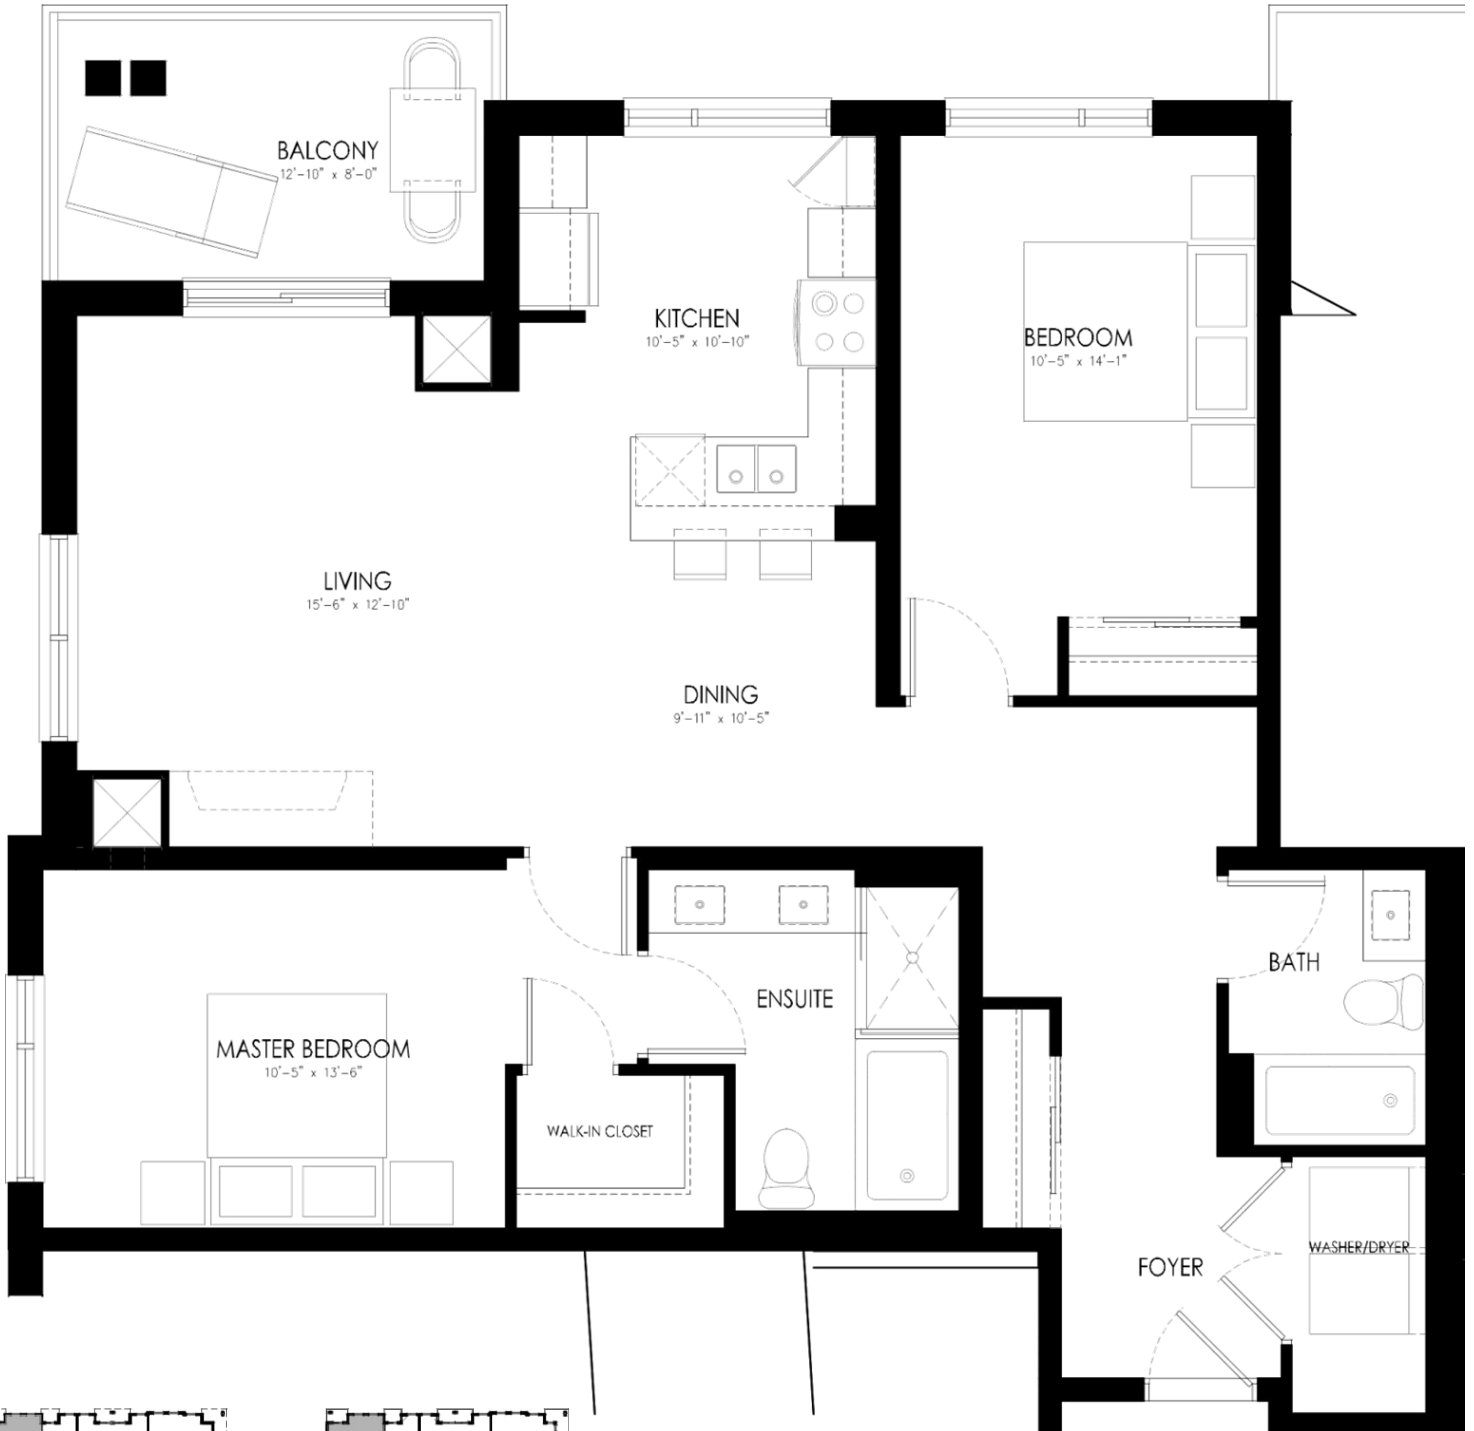 BALCONY
12'-10" x 8'-0"
KITCHEN
10'-5" x 10'-10"
BEDROOM
10'-5" x 14'-1"
LIVING
15'-6" x 12'-10"
DINING
9'-11" x 10'-5"
BATH
ENSUITE
MASTER BEDROOM
10'-5" x 13'-6"
WALK-IN CLOSET
WASHER/DRYER
FOYER